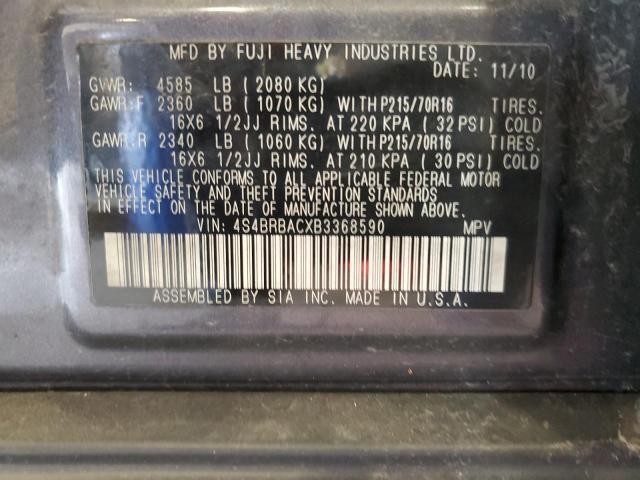 MFD BY FUJI HEAVY INDUSTRIES LTD.
DATE: 11/10
GVWR: 4585 LB ( 2080 KG)
GAWR:F 2360 LB ( 1070 KG) WITH P215/70R16 TIRES.
16X6 1/2JJ RIMS. AT 220 KPA ( 32 PSI) COLD
GAWR:R 2340 LB ( 1060 KG) WITH P215/70R16 TIRES.
16X6 1/2JJ RIMS. AT 210 KPA ( 30 PSI) COLD
THIS VEHICLE CONFORMS TO ALL APPLICABLE FEDERAL MOTOR
VEHICLE SAFETY AND THEFT PREVENTION STANDARDS
IN EFFECT ON THE DATE OF MANUFACTURE SHOWN ABOVE.
VIN: 4S4BRBACXB3368590 MPV
ASSEMBLED BY SIA INC. MADE IN U.S.A.